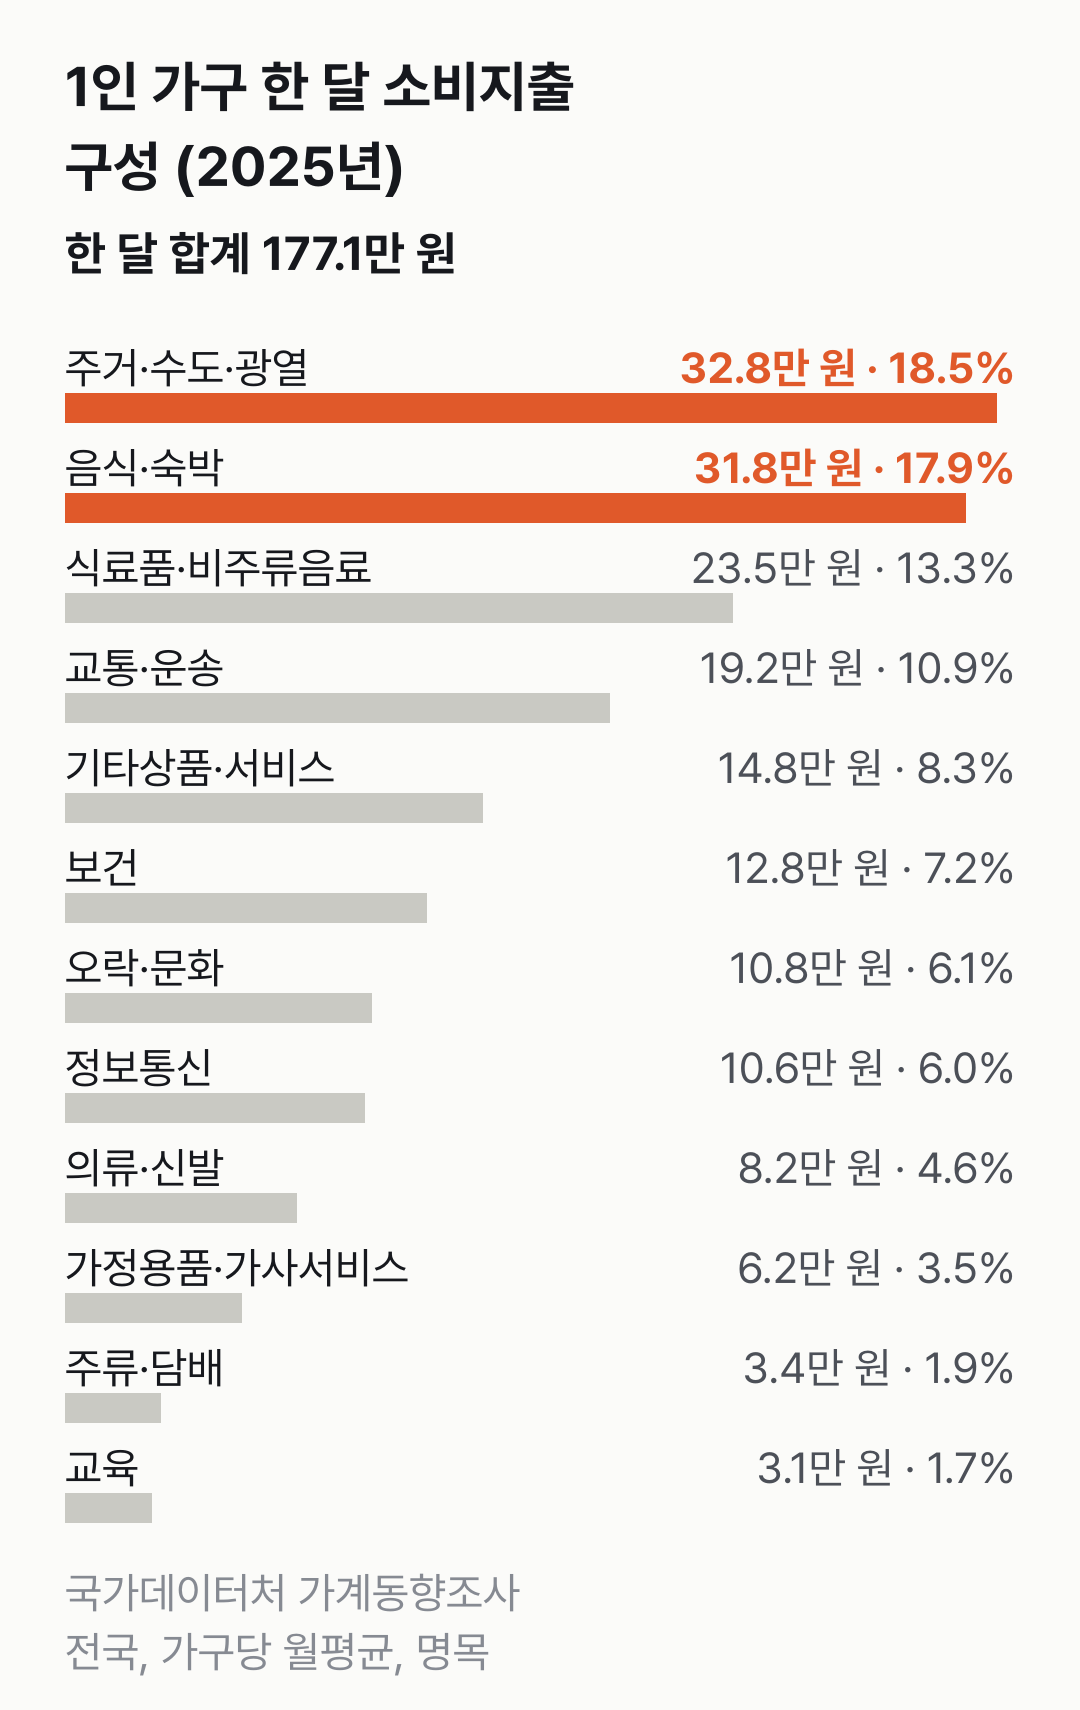 1인 가구 한 달 소비지출
구성 (2025년)
한 달 합계 177.1만 원
주거·수도·광열 32.8만 원 · 18.5%
음식·숙박 31.8만 원 · 17.9%
식료품·비주류음료 23.5만 원 · 13.3%
교통·운송 19.2만 원 · 10.9%
기타상품·서비스 14.8만 원 · 8.3%
보건 12.8만 원 · 7.2%
오락·문화 10.8만 원 · 6.1%
정보통신 10.6만 원 · 6.0%
의류·신발 8.2만 원 · 4.6%
가정용품·가사서비스 6.2만 원 · 3.5%
주류·담배 3.4만 원 · 1.9%
교육 3.1만 원 · 1.7%
국가데이터처 가계동향조사
전국, 가구당 월평균, 명목